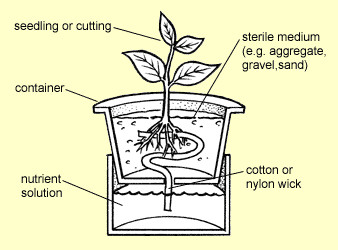 seedling or cutting
sterile medium
(e.g. aggregate,
gravel,sand)
container
cotton or
nylon wick
nutrient
solution